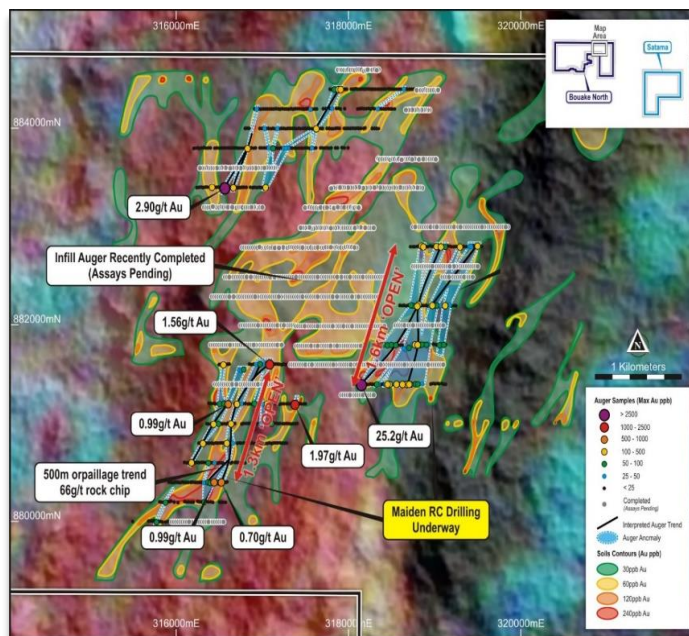 316000mE
318000mE
320000mE
Map
Area
Satama
Bouake North
884000mN
882000mN
880000mN
2.90g/t Au
Infill Auger Recently Completed
(Assays Pending)
1.56g/t Au
1.6km 'OPEN'
0.99g/t Au
1.3km 'OPEN'
25.2g/t Au
1.97g/t Au
500m orpaillage trend
66g/t rock chip
Maiden RC Drilling
Underway
0.99g/t Au
0.70g/t Au
N
1 Kilometers
Auger Samples (Max Au ppb)
> 2500
1000 - 2500
500 - 1000
100 - 500
50 - 100
25 - 50
< 25
Completed
(Assays Pending)
Interpreted Auger Trend
Auger Anomaly
Soils Contours (Au ppb)
30ppb Au
60ppb Au
120ppb Au
240ppb Au
316000mE
318000mE
320000mE